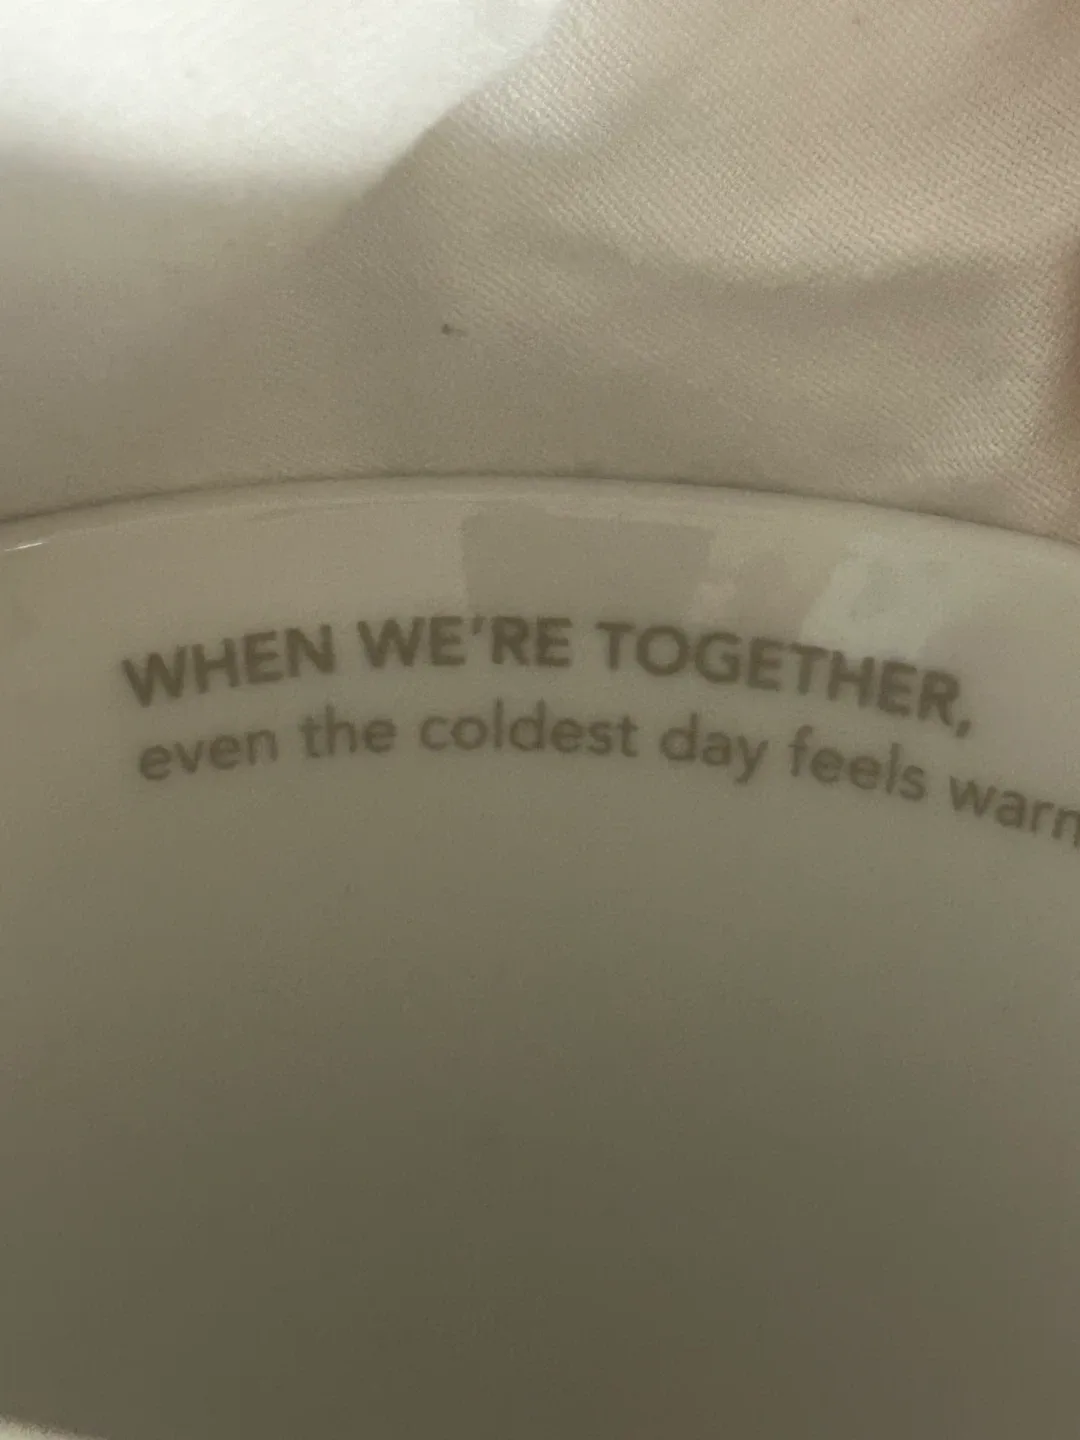 WHEN WE'RE TOGETHER,
even the coldest day feels